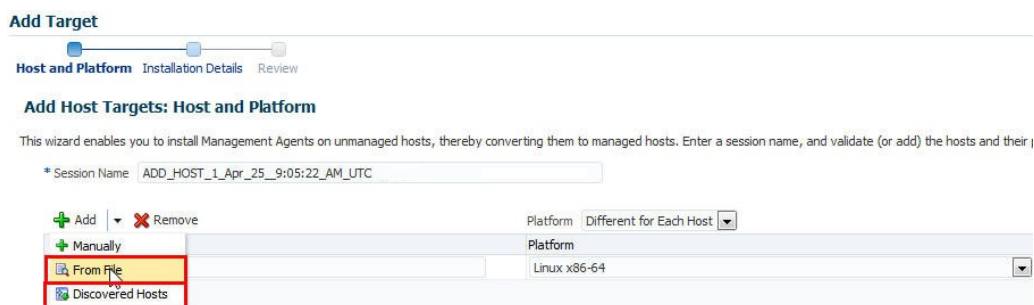 Add Target
Host and Platform Installation Details Review
Add Host Targets: Host and Platform
This wizard enables you to install Management Agents on unmanaged hosts, thereby converting them to managed hosts. Enter a session name, and validate (or add) the hosts and their
* Session Name ADD_HOST_1_Apr_25__9:05:22_AM_UTC
Add Remove Platform Different for Each Host
Manually Platform
From File Linux x86-64
Discovered Hosts